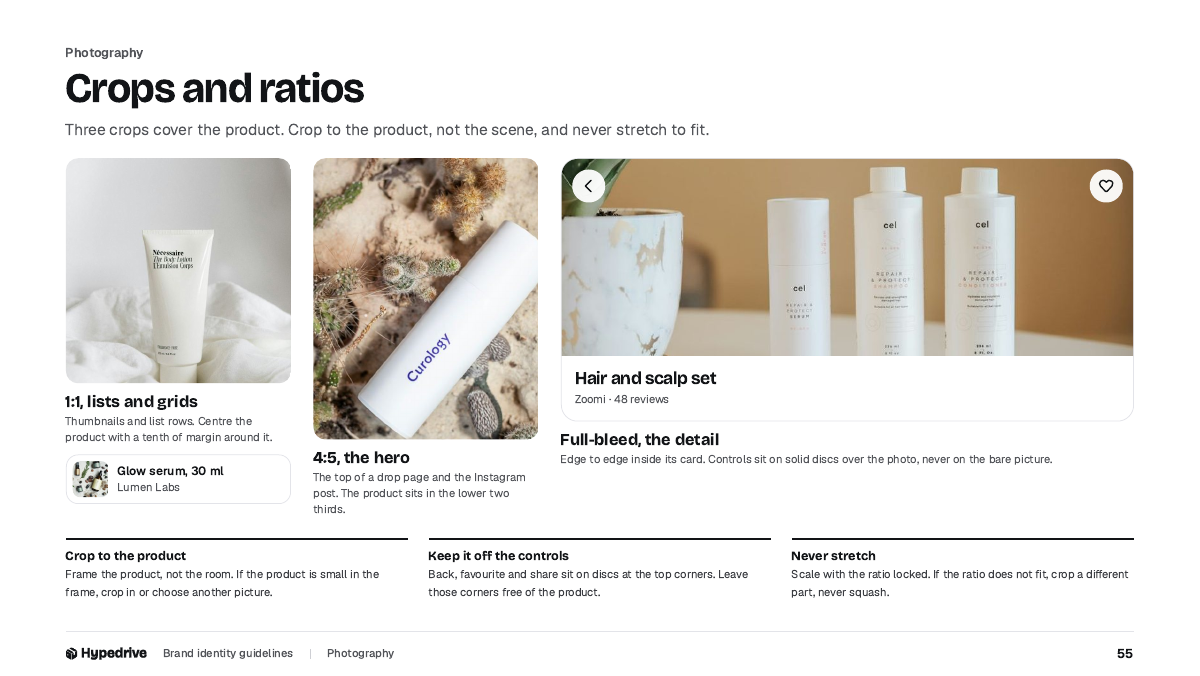 Photography
Crops and ratios
Three crops cover the product. Crop to the product, not the scene, and never stretch to fit.
Nécessaire
The Body Lotion
L'Émulsion Corps
FRAGRANCE FREE
1:1, lists and grids
Thumbnails and list rows. Centre the
product with a tenth of margin around it.
Glow serum, 30 ml
Lumen Labs
Curology
4:5, the hero
The top of a drop page and the Instagram
post. The product sits in the lower two
thirds.
cel
REPAIR &
PROTECT
SERUM
cel
REPAIR
& PROTECT
SHAMPOO
cel
REPAIR
& PROTECT
CONDITIONER
Hair and scalp set
Zoomi · 48 reviews
Full-bleed, the detail
Edge to edge inside its card. Controls sit on solid discs over the photo, never on the bare picture.
Crop to the product
Frame the product, not the room. If the product is small in the
frame, crop in or choose another picture.
Keep it off the controls
Back, favourite and share sit on discs at the top corners. Leave
those corners free of the product.
Never stretch
Scale with the ratio locked. If the ratio does not fit, crop a different
part, never squash.
Hypedrive
Brand identity guidelines
Photography
55